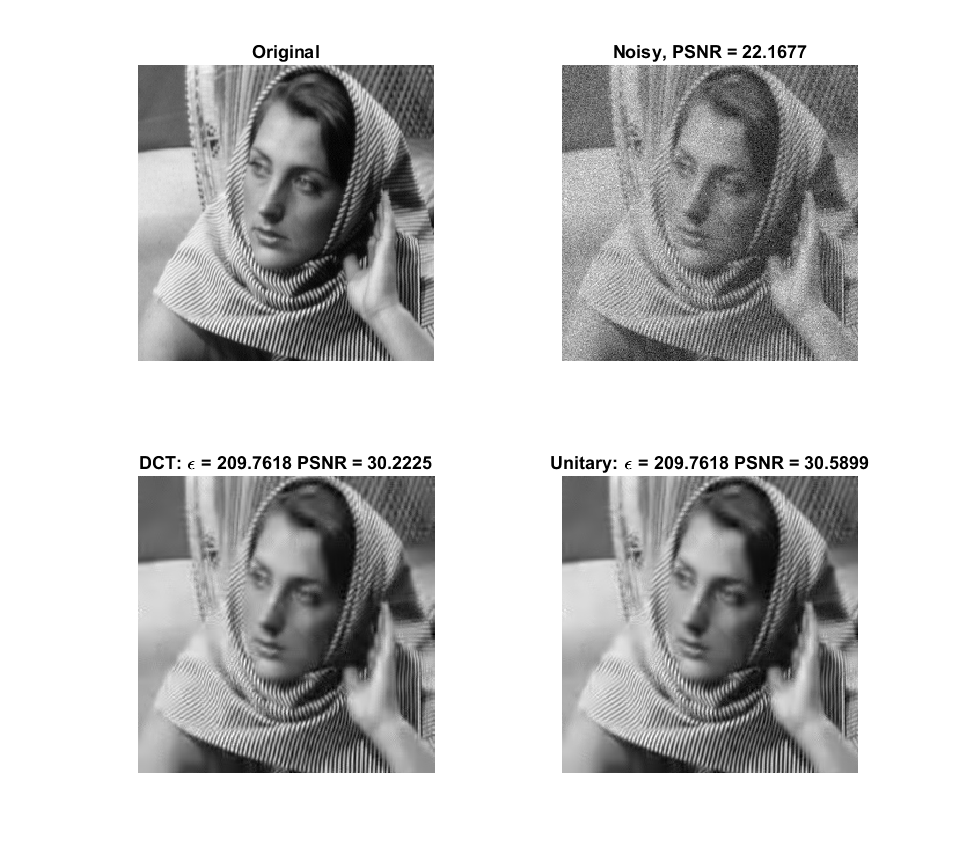 Original
Noisy, PSNR = 22.1677
DCT: ϵ = 209.7618 PSNR = 30.2225
Unitary: ϵ = 209.7618 PSNR = 30.5899